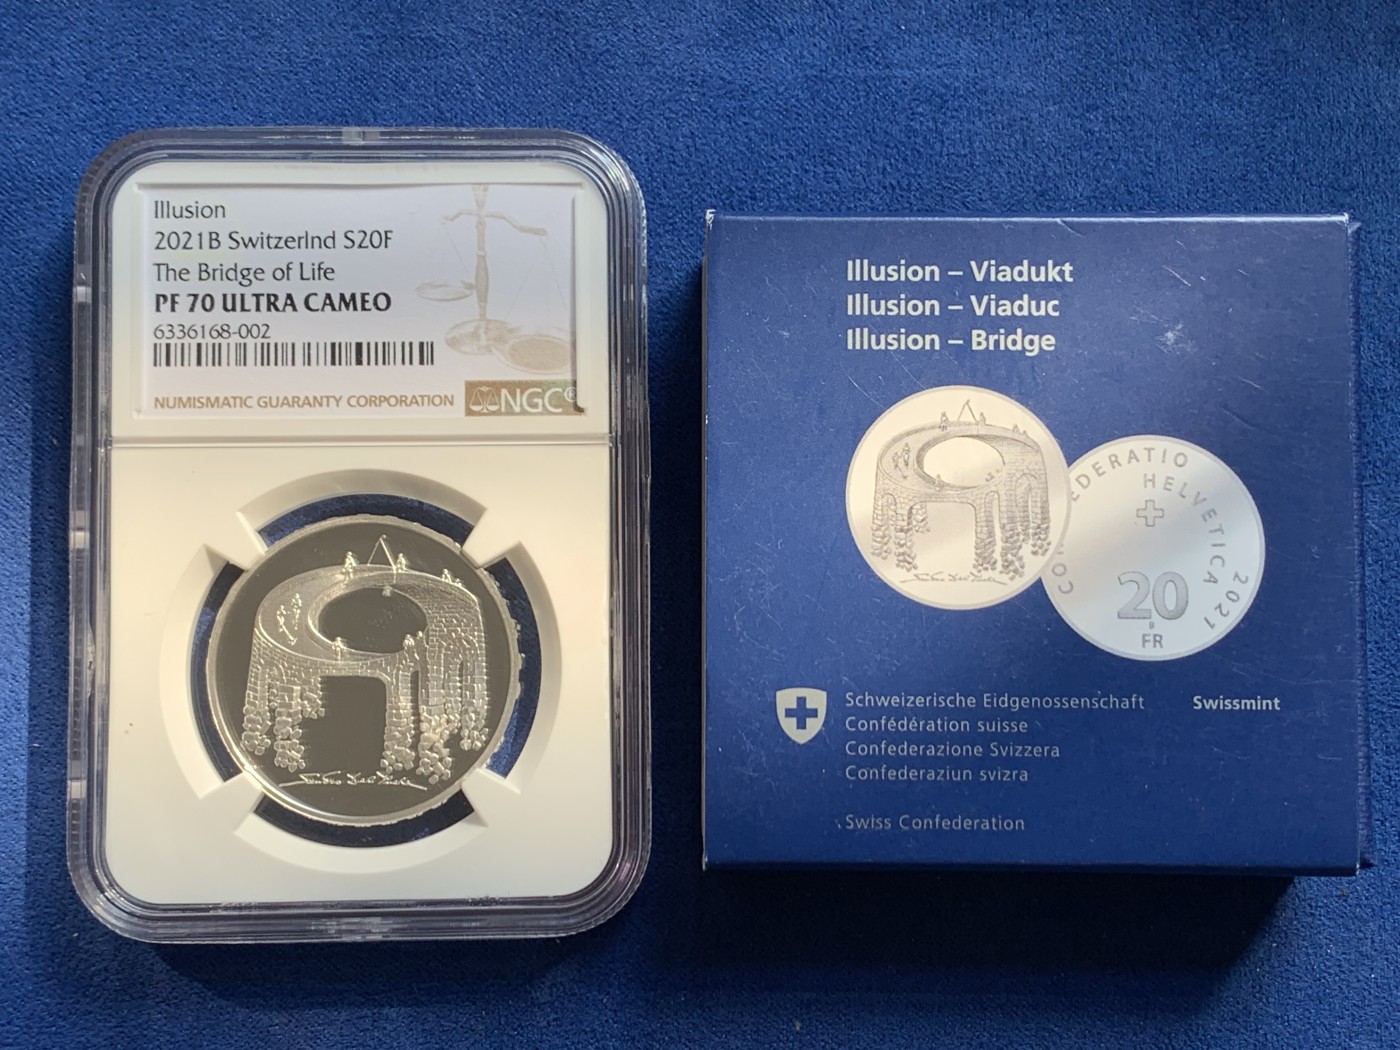 Illusion
2021B Switzerlnd S20F
The Bridge of Life
PF 70 ULTRA CAMEO
6336168-002
NUMISMATIC GUARANTY CORPORATION
NGC®
Illusion – Viadukt
Illusion – Viaduc
Illusion – Bridge
CONFEDERATIO
HELVETICA 2021
20
B
FR
Schweizerische Eidgenossenschaft
Confédération suisse
Confederazione Svizzera
Confederaziun svizra
Swissmint
Swiss Confederation